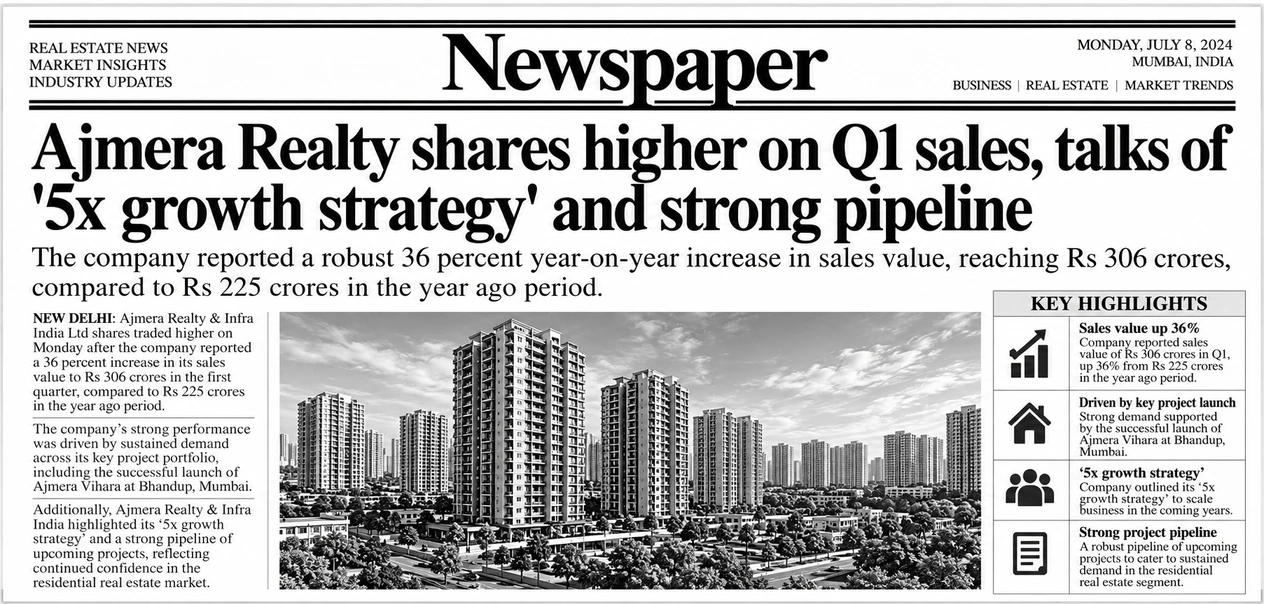 REAL ESTATE NEWS
MARKET INSIGHTS
INDUSTRY UPDATES
Newspaper
MONDAY, JULY 8, 2024
MUMBAI, INDIA
BUSINESS | REAL ESTATE | MARKET TRENDS
Ajmera Realty shares higher on Q1 sales, talks of
'5x growth strategy' and strong pipeline
The company reported a robust 36 percent year-on-year increase in sales value, reaching Rs 306 crores,
compared to Rs 225 crores in the year ago period.
NEW DELHI: Ajmera Realty & Infra
India Ltd shares traded higher on
Monday after the company reported
a 36 percent increase in its sales
value to Rs 306 crores in the first
quarter, compared to Rs 225 crores
in the year ago period.
The company's strong performance
was driven by sustained demand
across its key project portfolio,
including the successful launch of
Ajmera Vihara at Bhandup, Mumbai.
Additionally, Ajmera Realty & Infra
India highlighted its '5x growth
strategy' and a strong pipeline of
upcoming projects, reflecting
continued confidence in the
residential real estate market.
KEY HIGHLIGHTS
Sales value up 36%
Company reported sales
value of Rs 306 crores in Q1,
up 36% from Rs 225 crores
in the year ago period.
Driven by key project launch
Strong demand supported
by the successful launch of
Ajmera Vihara at Bhandup,
Mumbai.
'5x growth strategy'
Company outlined its '5x
growth strategy' to scale
business in the coming years.
Strong project pipeline
A robust pipeline of upcoming
projects to cater to sustained
demand in the residential
real estate segment.